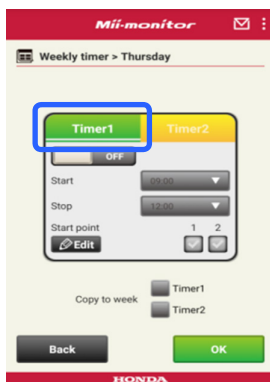 Mii-monitor
Weekly timer > Thursday
Timer1 Timer2
OFF
Start 09:00
Stop 12:00
Start point 1 2
Edit
Copy to week
Timer1
Timer2
Back OK
HONDA